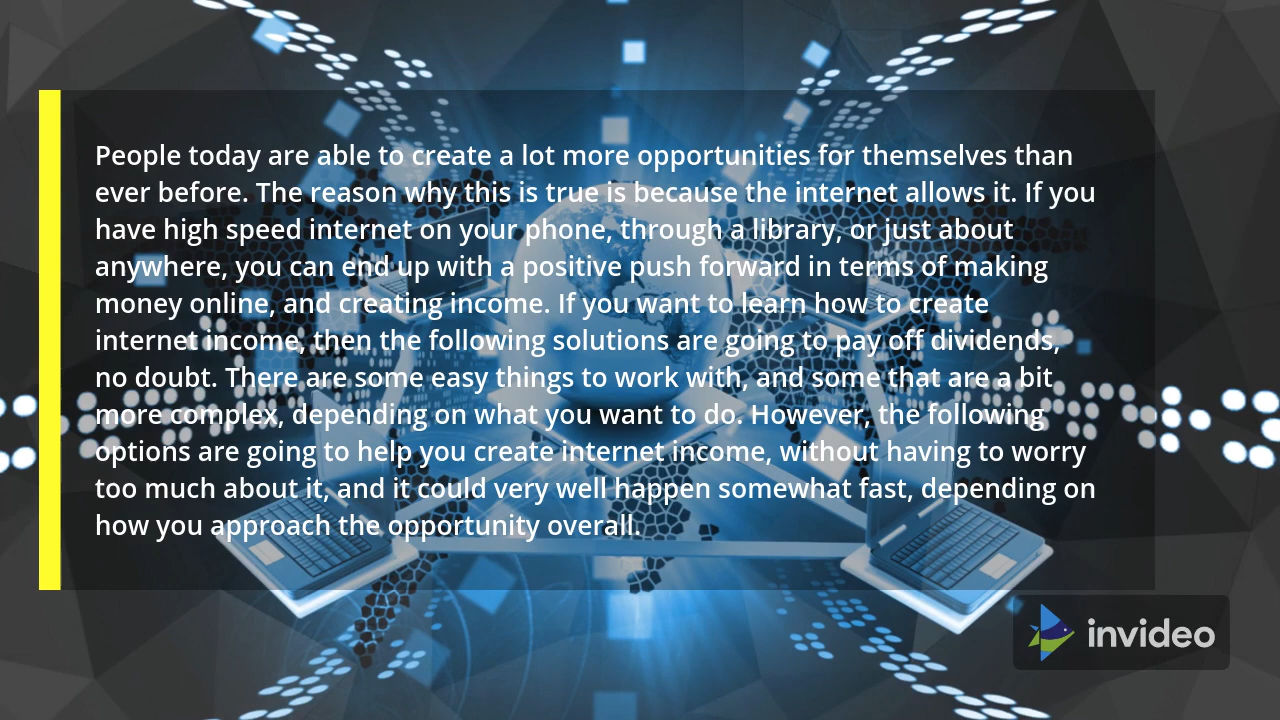 People today are able to create a lot more opportunities for themselves than
ever before. The reason why this is true is because the internet allows it. If you
have high speed internet on your phone, through a library, or just about
anywhere, you can end up with a positive push forward in terms of making
money online, and creating income. If you want to learn how to create
internet income, then the following solutions are going to pay off dividends,
no doubt. There are some easy things to work with, and some that are a bit
more complex, depending on what you want to do. However, the following
options are going to help you create internet income, without having to worry
too much about it, and it could very well happen somewhat fast, depending on
how you approach the opportunity overall.
invideo